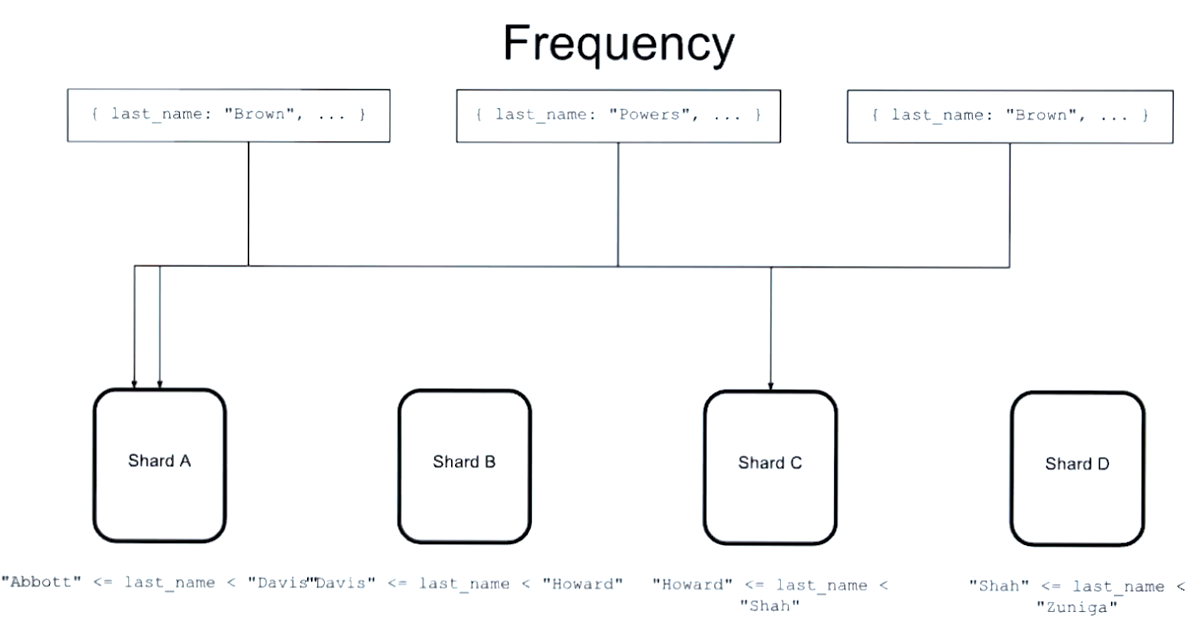 Frequency
{ last_name: "Brown", ... }
{ last_name: "Powers", ... }
{ last_name: "Brown", ... }
Shard A
Shard B
Shard C
Shard D
"Abbott" <= last_name < "Davis"
"Davis" <= last_name < "Howard"
"Howard" <= last_name <
"Shah"
"Shah" <= last_name <
"Zuniga"